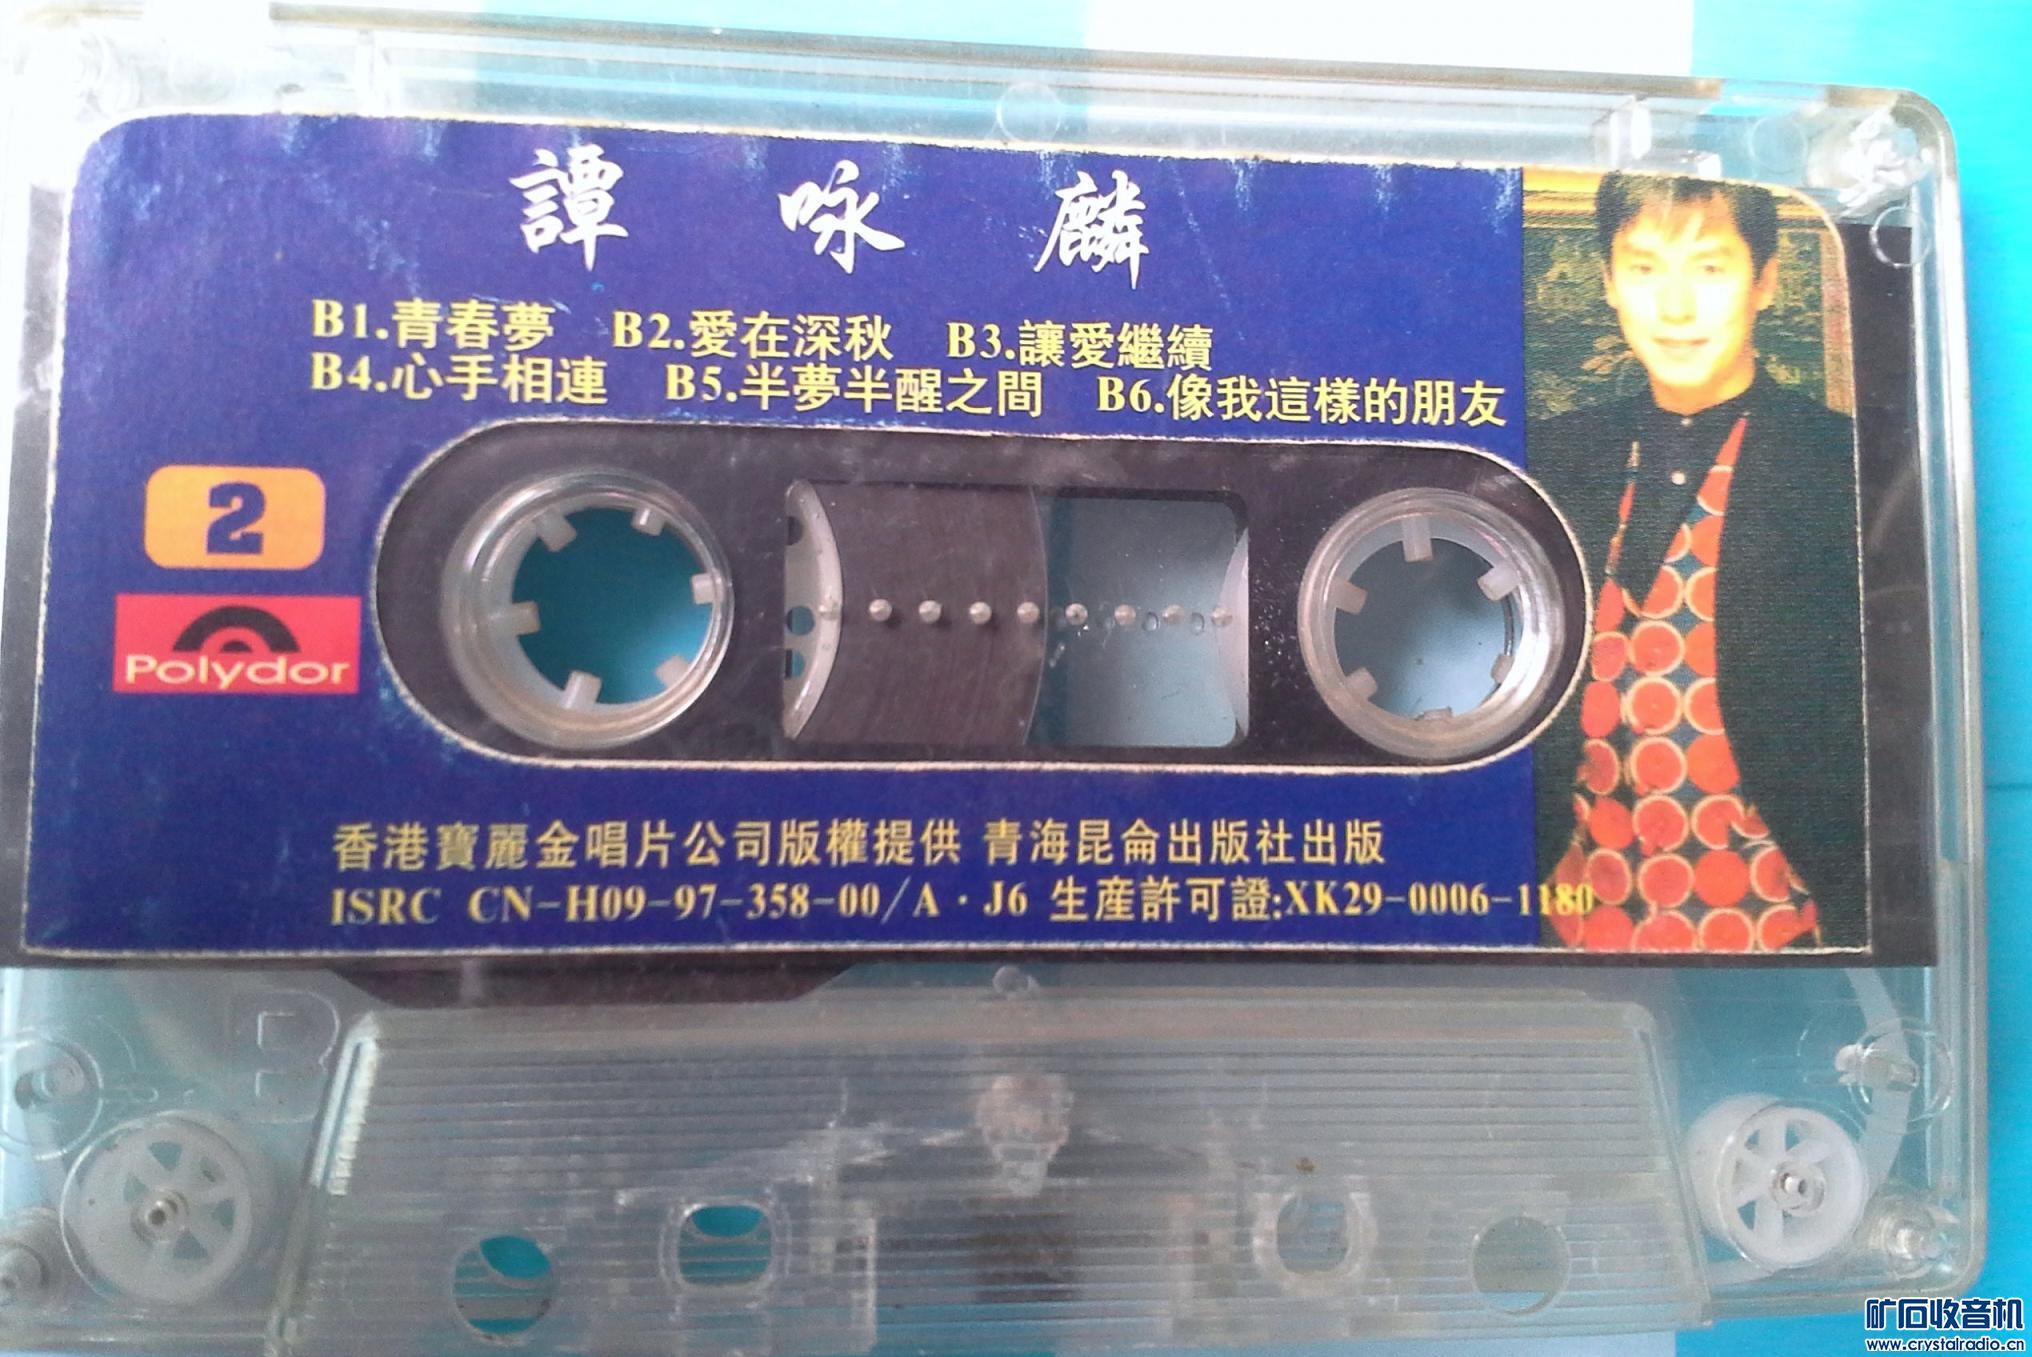 譚咏麟
B1.青春夢 B2.愛在深秋 B3.讓愛繼續
B4.心手相連 B5.半夢半醒之間 B6.像我這樣的朋友
2
Polydor
香港寶麗金唱片公司版權提供 青海昆侖出版社出版
ISRC CN-H09-97-358-00/A·J6 生産許可證:XK29-0006-1180
矿石收音机
www.crystalradio.cn